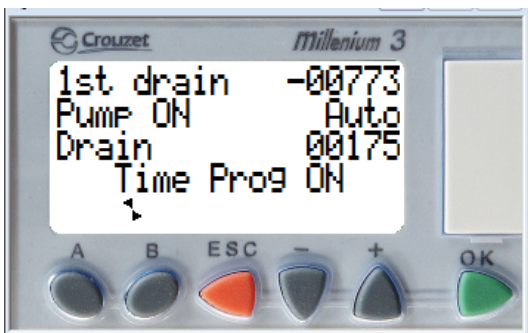 Crouzet Millenium 3
1st drain -00773
Pump ON Auto
Drain 00175
Time Prog ON
A B ESC - + OK